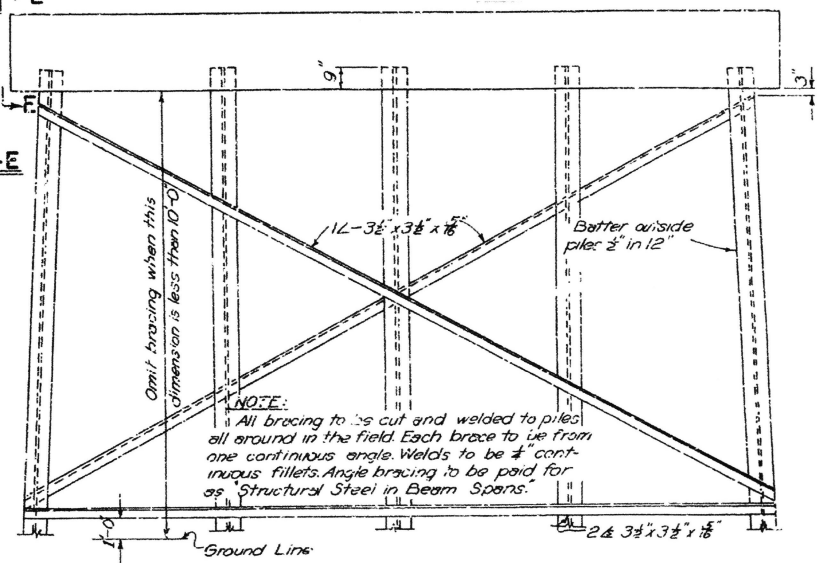 E
9"
3"
F
E
Omit bracing when this
dimension is less than 10'-0"
1L-3½"x3½"x5/16"
Batter outside
piles ½" in 12"
NOTE:
All bracing to be cut and welded to piles
all around in the field. Each brace to be from
one continuous angle. Welds to be ¼" cont-
inuous fillets. Angle bracing to be paid for
as "Structural Steel in Beam Spans."
1'-0"
Ground Line
2∡ 3½"x3½"x5/16"